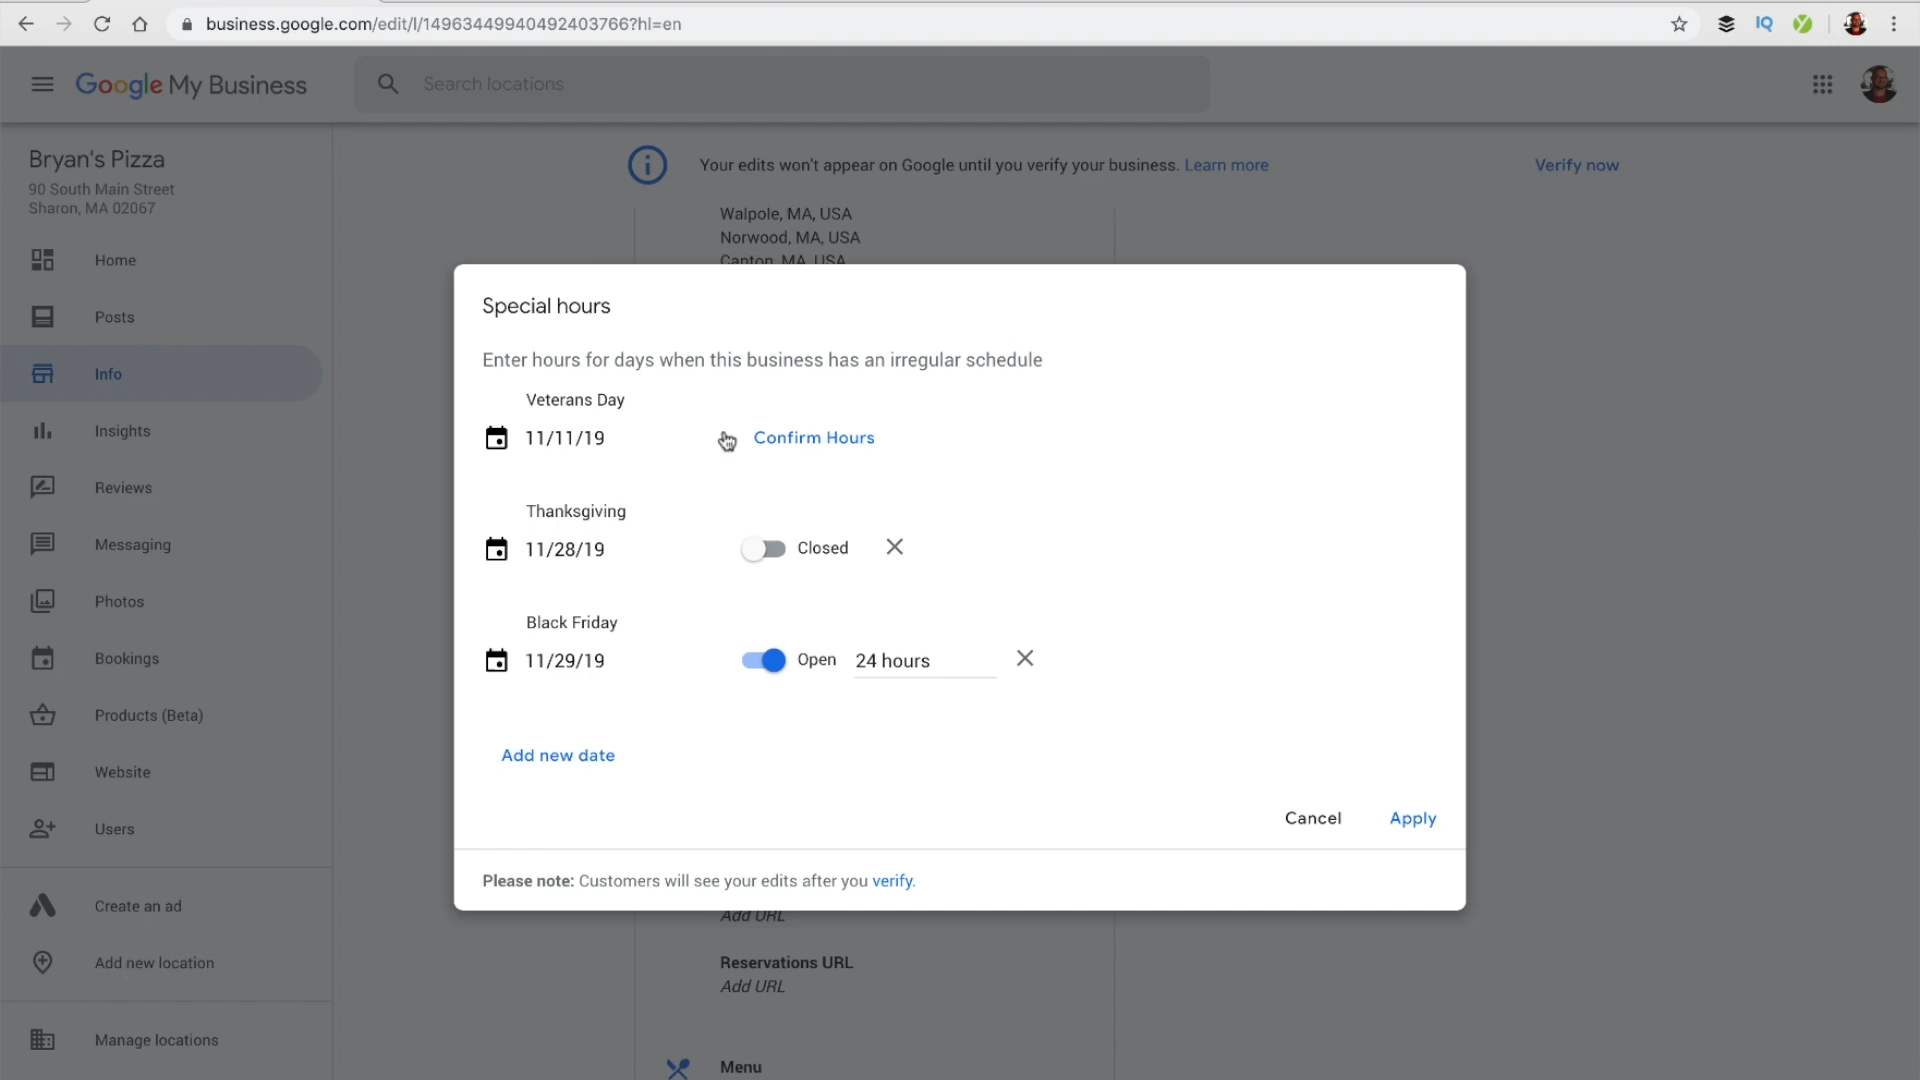 business.google.com/edit/l/14963449940492403766?hl=en
IQ
Google My Business
Search locations
Bryan's Pizza
90 South Main Street
Sharon, MA 02067
Home
Posts
Info
Insights
Reviews
Messaging
Photos
Bookings
Products (Beta)
Website
Users
Create an ad
Add new location
Manage locations
Your edits won't appear on Google until you verify your business. Learn more
Verify now
Walpole, MA, USA
Norwood, MA, USA
Canton, MA, USA
Special hours
Enter hours for days when this business has an irregular schedule
Veterans Day
11/11/19 Confirm Hours
Thanksgiving
11/28/19 Closed
Black Friday
11/29/19 Open 24 hours
Add new date
Cancel Apply
Please note: Customers will see your edits after you verify.
Add URL
Reservations URL
Add URL
Menu